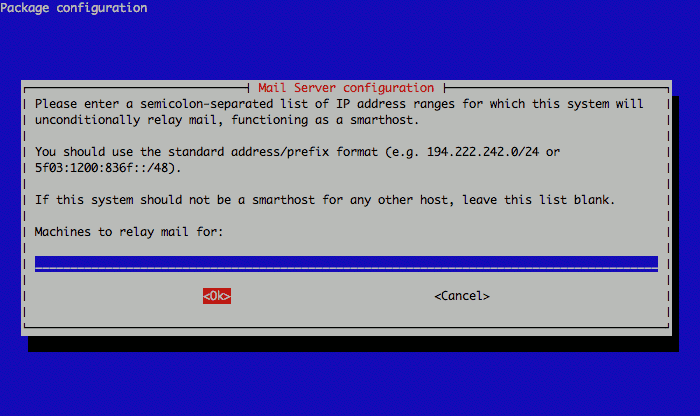 Package configuration
Mail Server configuration
Please enter a semicolon-separated list of IP address ranges for which this system will
unconditionally relay mail, functioning as a smarthost.
You should use the standard address/prefix format (e.g. 194.222.242.0/24 or
5f03:1200:836f::/48).
If this system should not be a smarthost for any other host, leave this list blank.
Machines to relay mail for:
<Ok> <Cancel>